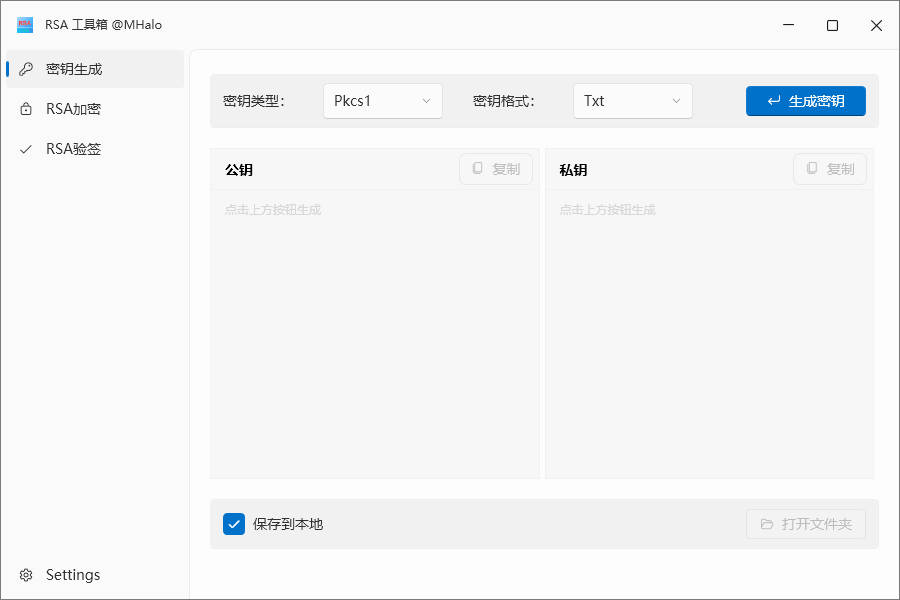 RSA 工具箱 @MHalo
密钥生成
RSA加密
RSA验签
Settings
密钥类型：
Pkcs1
密钥格式：
Txt
生成密钥
公钥
复制
点击上方按钮生成
私钥
复制
点击上方按钮生成
保存到本地
打开文件夹